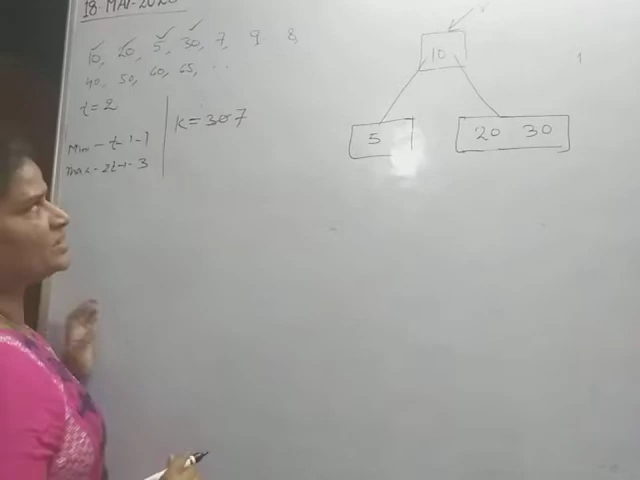 18-MAY-2020
10, 20, 5, 30, 7, 9 8,
40, 50, 60, 65, ..
t=2
Min - t-1-1
Max - 2t-1-3
K = 307
10
5
20 30